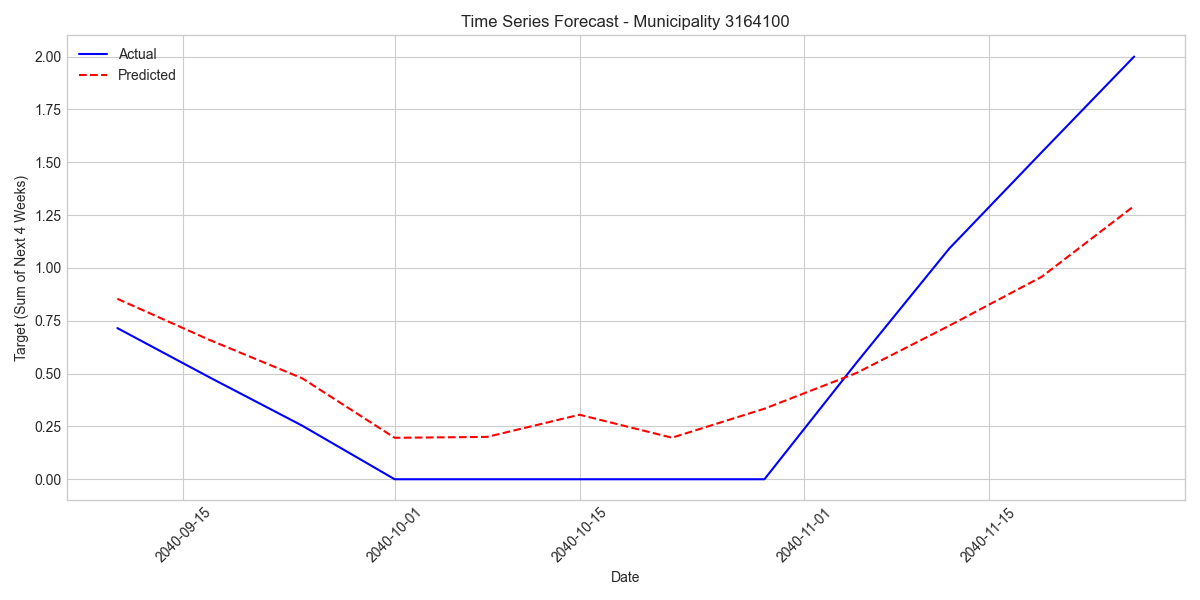 Time Series Forecast - Municipality 3164100
Actual
Predicted
Target (Sum of Next 4 Weeks)
2.00
1.75
1.50
1.25
1.00
0.75
0.50
0.25
0.00
2040-09-15
2040-10-01
2040-10-15
2040-11-01
2040-11-15
Date